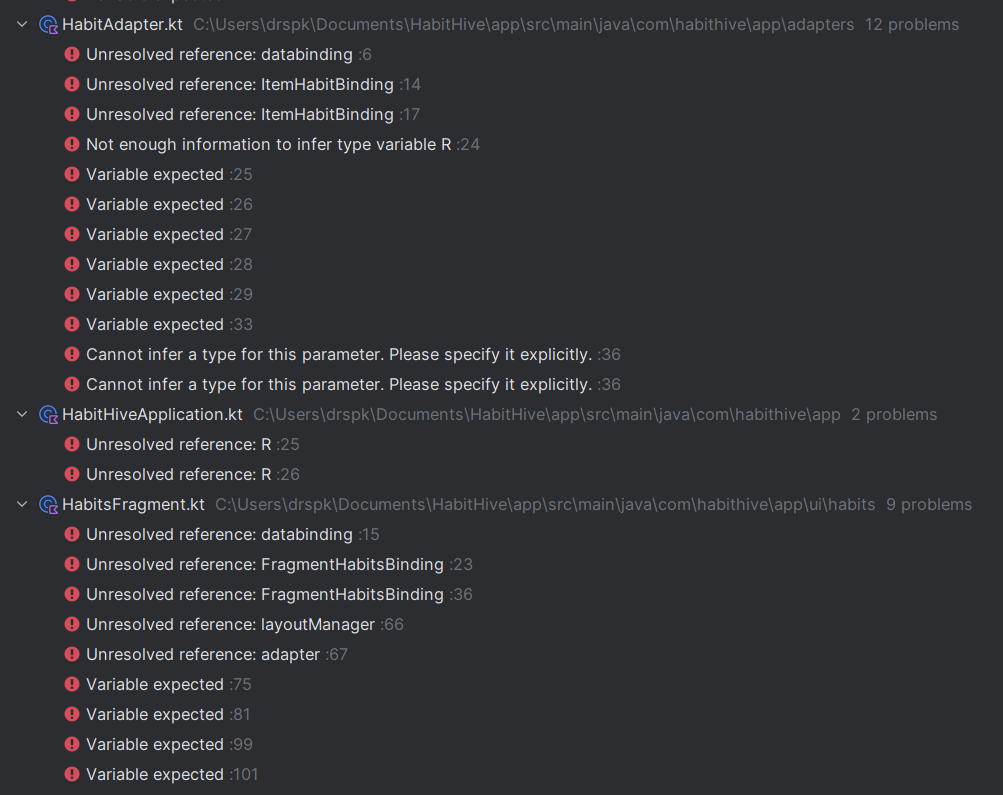 HabitAdapter.kt C:\Users\drspk\Documents\HabitHive\app\src\main\java\com\habithive\app\adapters 12 problems
Unresolved reference: databinding :6
Unresolved reference: ItemHabitBinding :14
Unresolved reference: ItemHabitBinding :17
Not enough information to infer type variable R :24
Variable expected :25
Variable expected :26
Variable expected :27
Variable expected :28
Variable expected :29
Variable expected :33
Cannot infer a type for this parameter. Please specify it explicitly. :36
Cannot infer a type for this parameter. Please specify it explicitly. :36
HabitHiveApplication.kt C:\Users\drspk\Documents\HabitHive\app\src\main\java\com\habithive\app 2 problems
Unresolved reference: R :25
Unresolved reference: R :26
HabitsFragment.kt C:\Users\drspk\Documents\HabitHive\app\src\main\java\com\habithive\app\ui\habits 9 problems
Unresolved reference: databinding :15
Unresolved reference: FragmentHabitsBinding :23
Unresolved reference: FragmentHabitsBinding :36
Unresolved reference: layoutManager :66
Unresolved reference: adapter :67
Variable expected :75
Variable expected :81
Variable expected :99
Variable expected :101